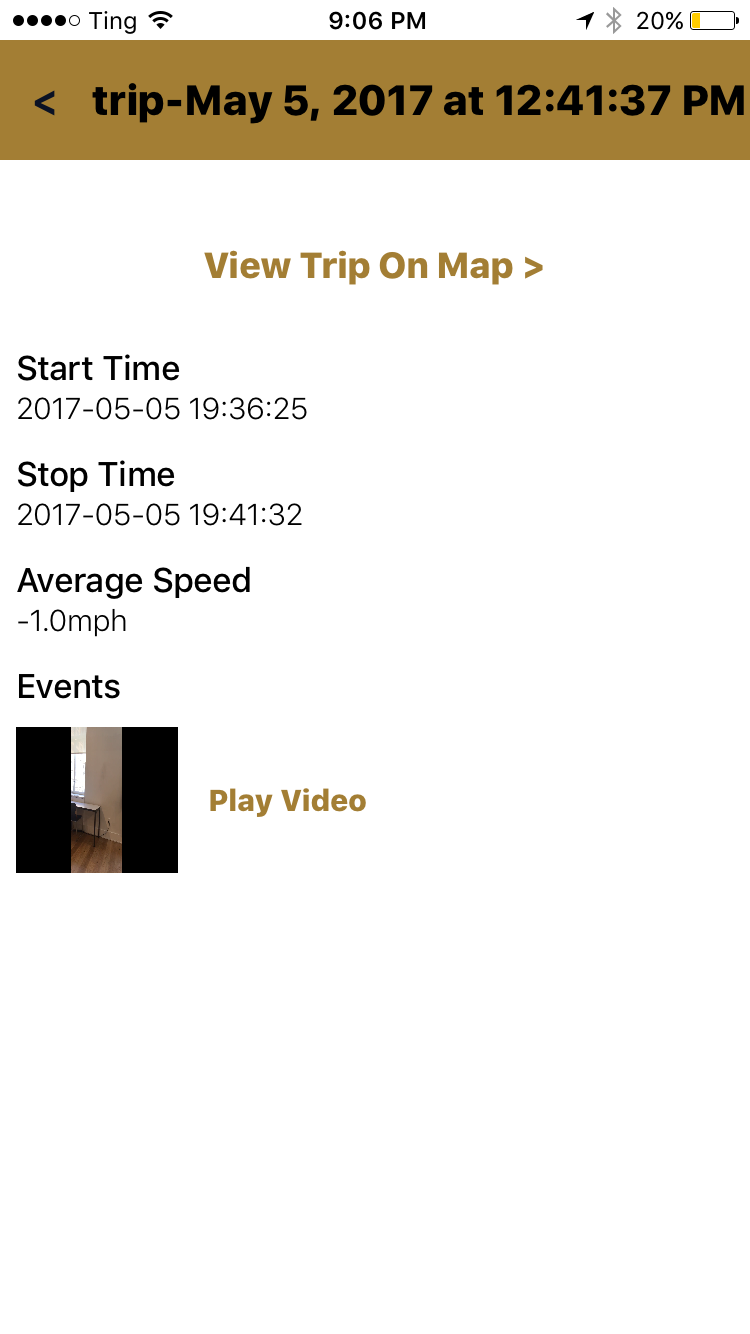 Ting 9:06 PM 20%
< trip-May 5, 2017 at 12:41:37 PM
View Trip On Map >
Start Time
2017-05-05 19:36:25
Stop Time
2017-05-05 19:41:32
Average Speed
-1.0mph
Events
Play Video